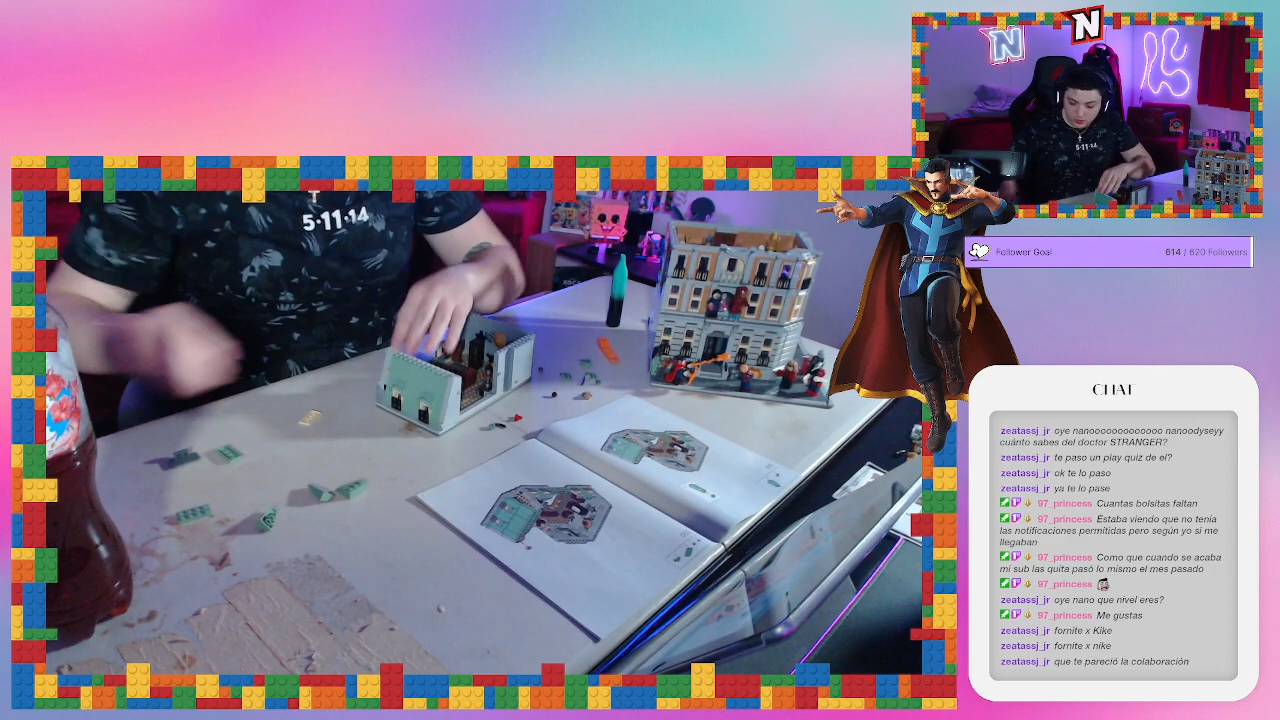 N
N
5·11·14
5·11·14
Follower Goal
614 / 620 Followers
CHAT
zeatassj_jr oye nanoooooooooooo nanoodyseyy
cuánto sabes del doctor STRANGER?
zeatassj_jr te paso un play quiz de el?
zeatassj_jr ok te lo paso
zeatassj_jr ya te lo pase
97_princess Cuantas bolsitas faltan
97_princess Estaba viendo que no tenía
las notificaciones permitidas pero según yo si me
llegaban
97_princess Como que cuando se acaba
mi sub las quita pasó lo mismo el mes pasado
97_princess
zeatassj_jr oye nano que nivel eres?
97_princess Me gustas
zeatassj_jr fornite x Kike
zeatassj_jr fornite x nike
zeatassj_jr que te pareció la colaboración